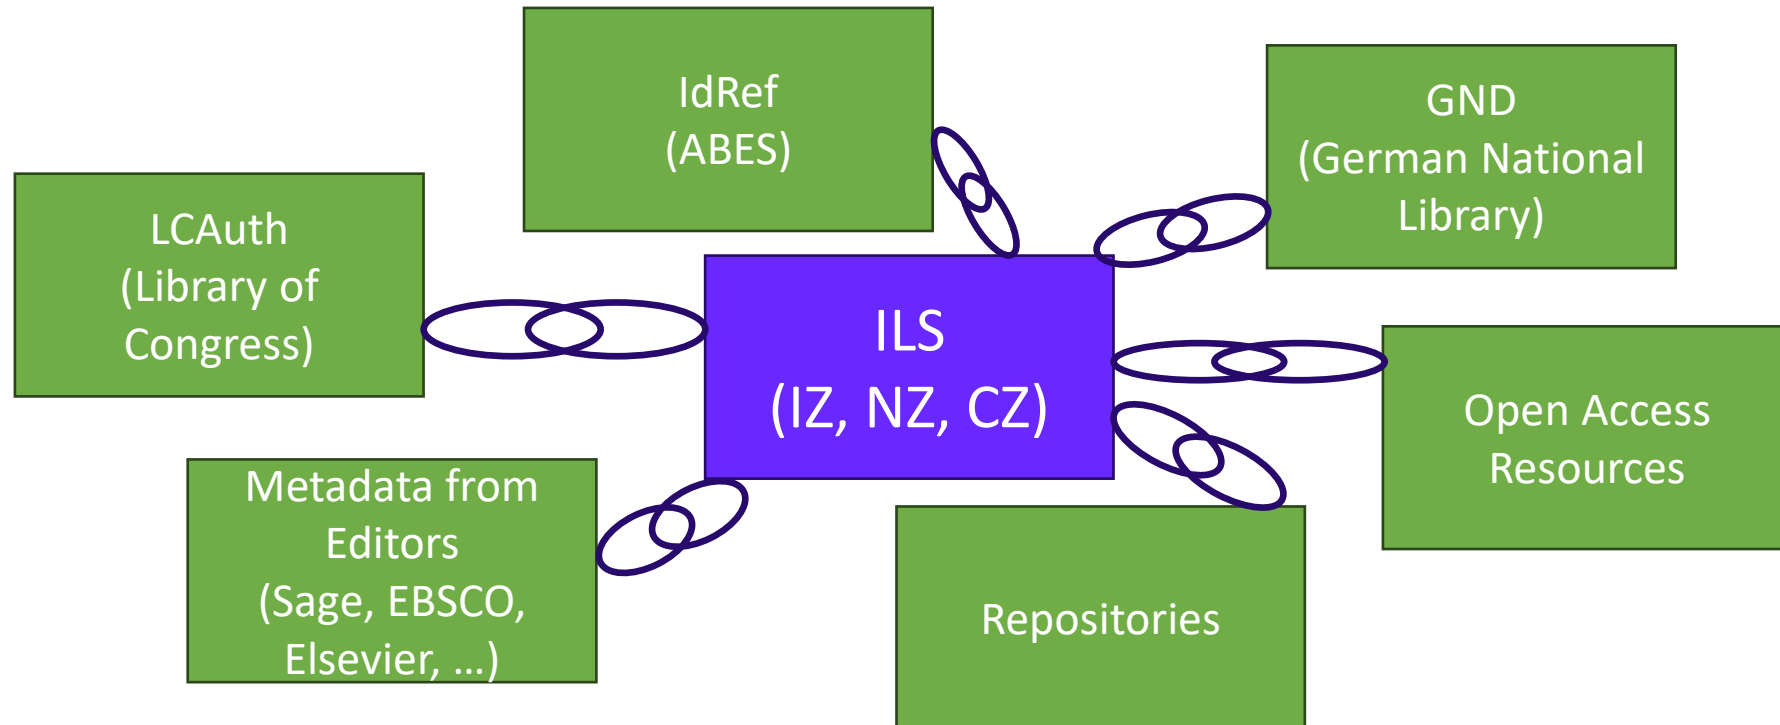 IdRef
(ABES)
GND
(German National
Library)
LCAuth
(Library of
Congress)
ILS
(IZ, NZ, CZ)
Open Access
Resources
Metadata from
Editors
(Sage, EBSCO,
Elsevier, …)
Repositories